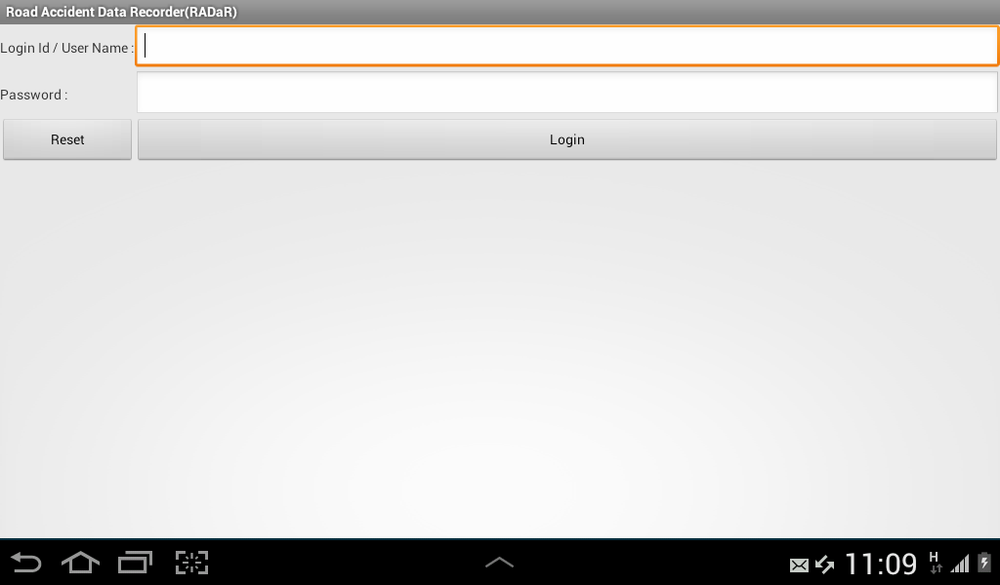 Road Accident Data Recorder(RADaR)
Login Id / User Name :
Password :
Reset
Login
11:09
H